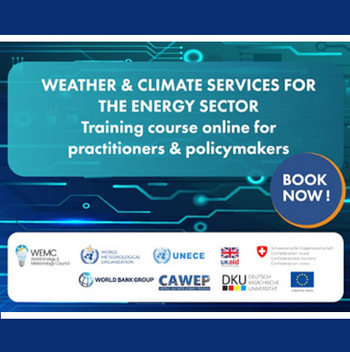 WEATHER & CLIMATE SERVICES FOR
THE ENERGY SECTOR
Training course online for
practitioners & policymakers
BOOK
NOW !
WEMC
World Energy &
Meteorology Council
WORLD
METEOROLOGICAL
ORGANIZATION
UNECE
UKaid
Schweizerische Eidgenossenschaft
Confédération suisse
Confederazione Svizzera
Confederaziun svizra
WORLD BANK GROUP
CAWEP
DKU
DEUTSCH
KASACHISCHE
UNIVERSITÄT